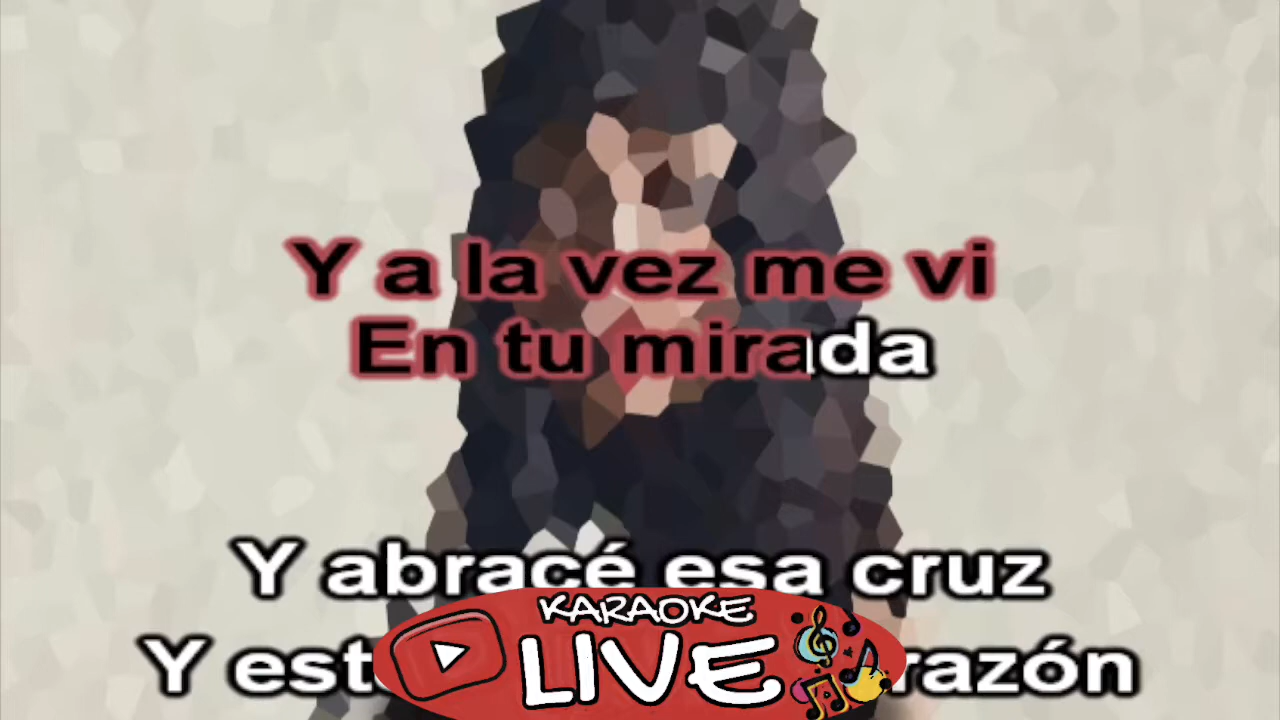 Y a la vez me vi
En tu mirada
Y abracé esa cruz
Y
KARAOKE
LIVE